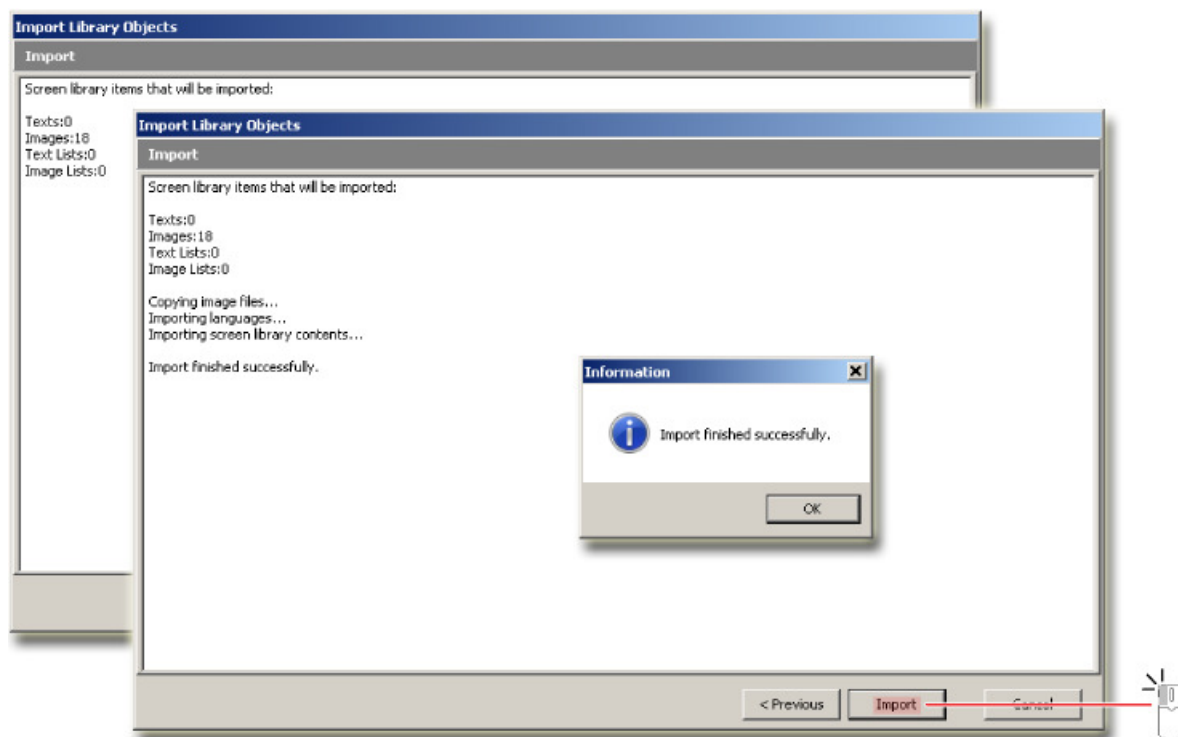 Import Library Objects
Import
Screen library items that will be imported:
Texts:0
Images:18
Text Lists:0
Image Lists:0
Import Library Objects
Import
Screen library items that will be imported:
Texts:0
Images:18
Text Lists:0
Image Lists:0
Copying image files...
Importing languages...
Importing screen library contents...
Import finished successfully.
Information
Import finished successfully.
OK
< Previous
Import
Cancel